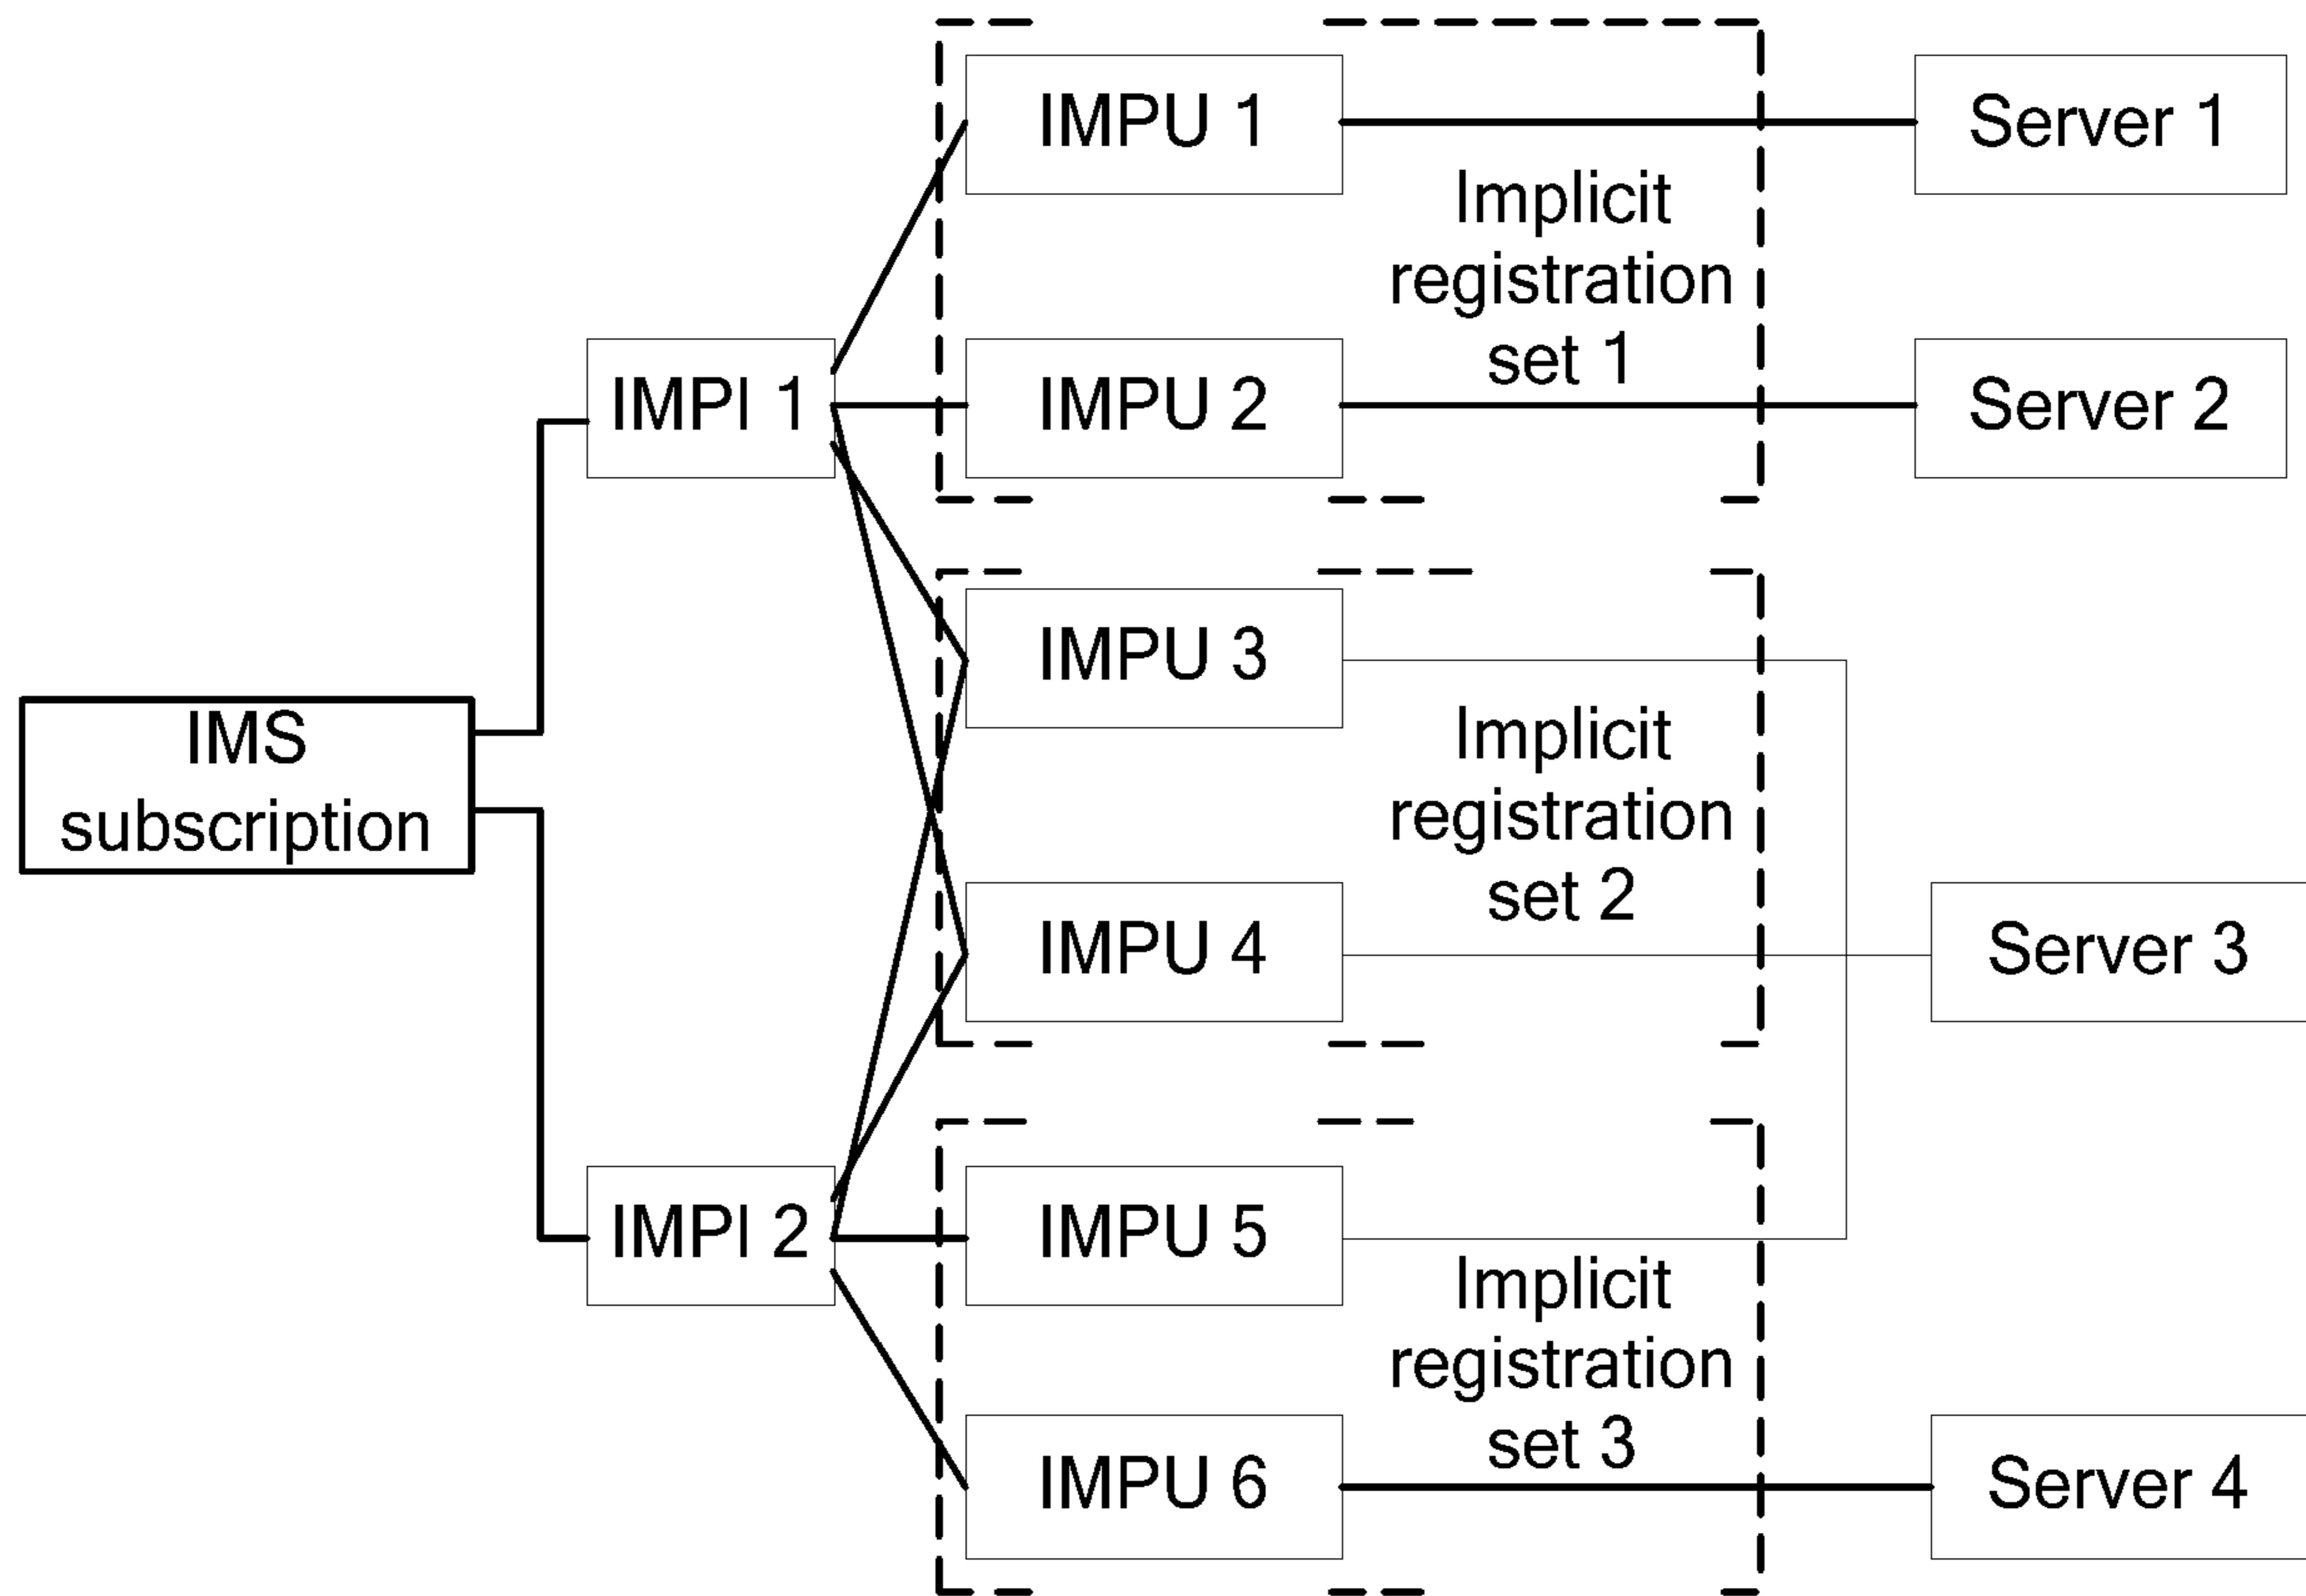 IMPU 1
Server 1
Implicit
registration
set 1
IMPI 1
IMPU 2
Server 2
IMPU 3
IMS
subscription
Implicit
registration
set 2
IMPU 4
Server 3
IMPI 2
IMPU 5
Implicit
registration
set 3
IMPU 6
Server 4